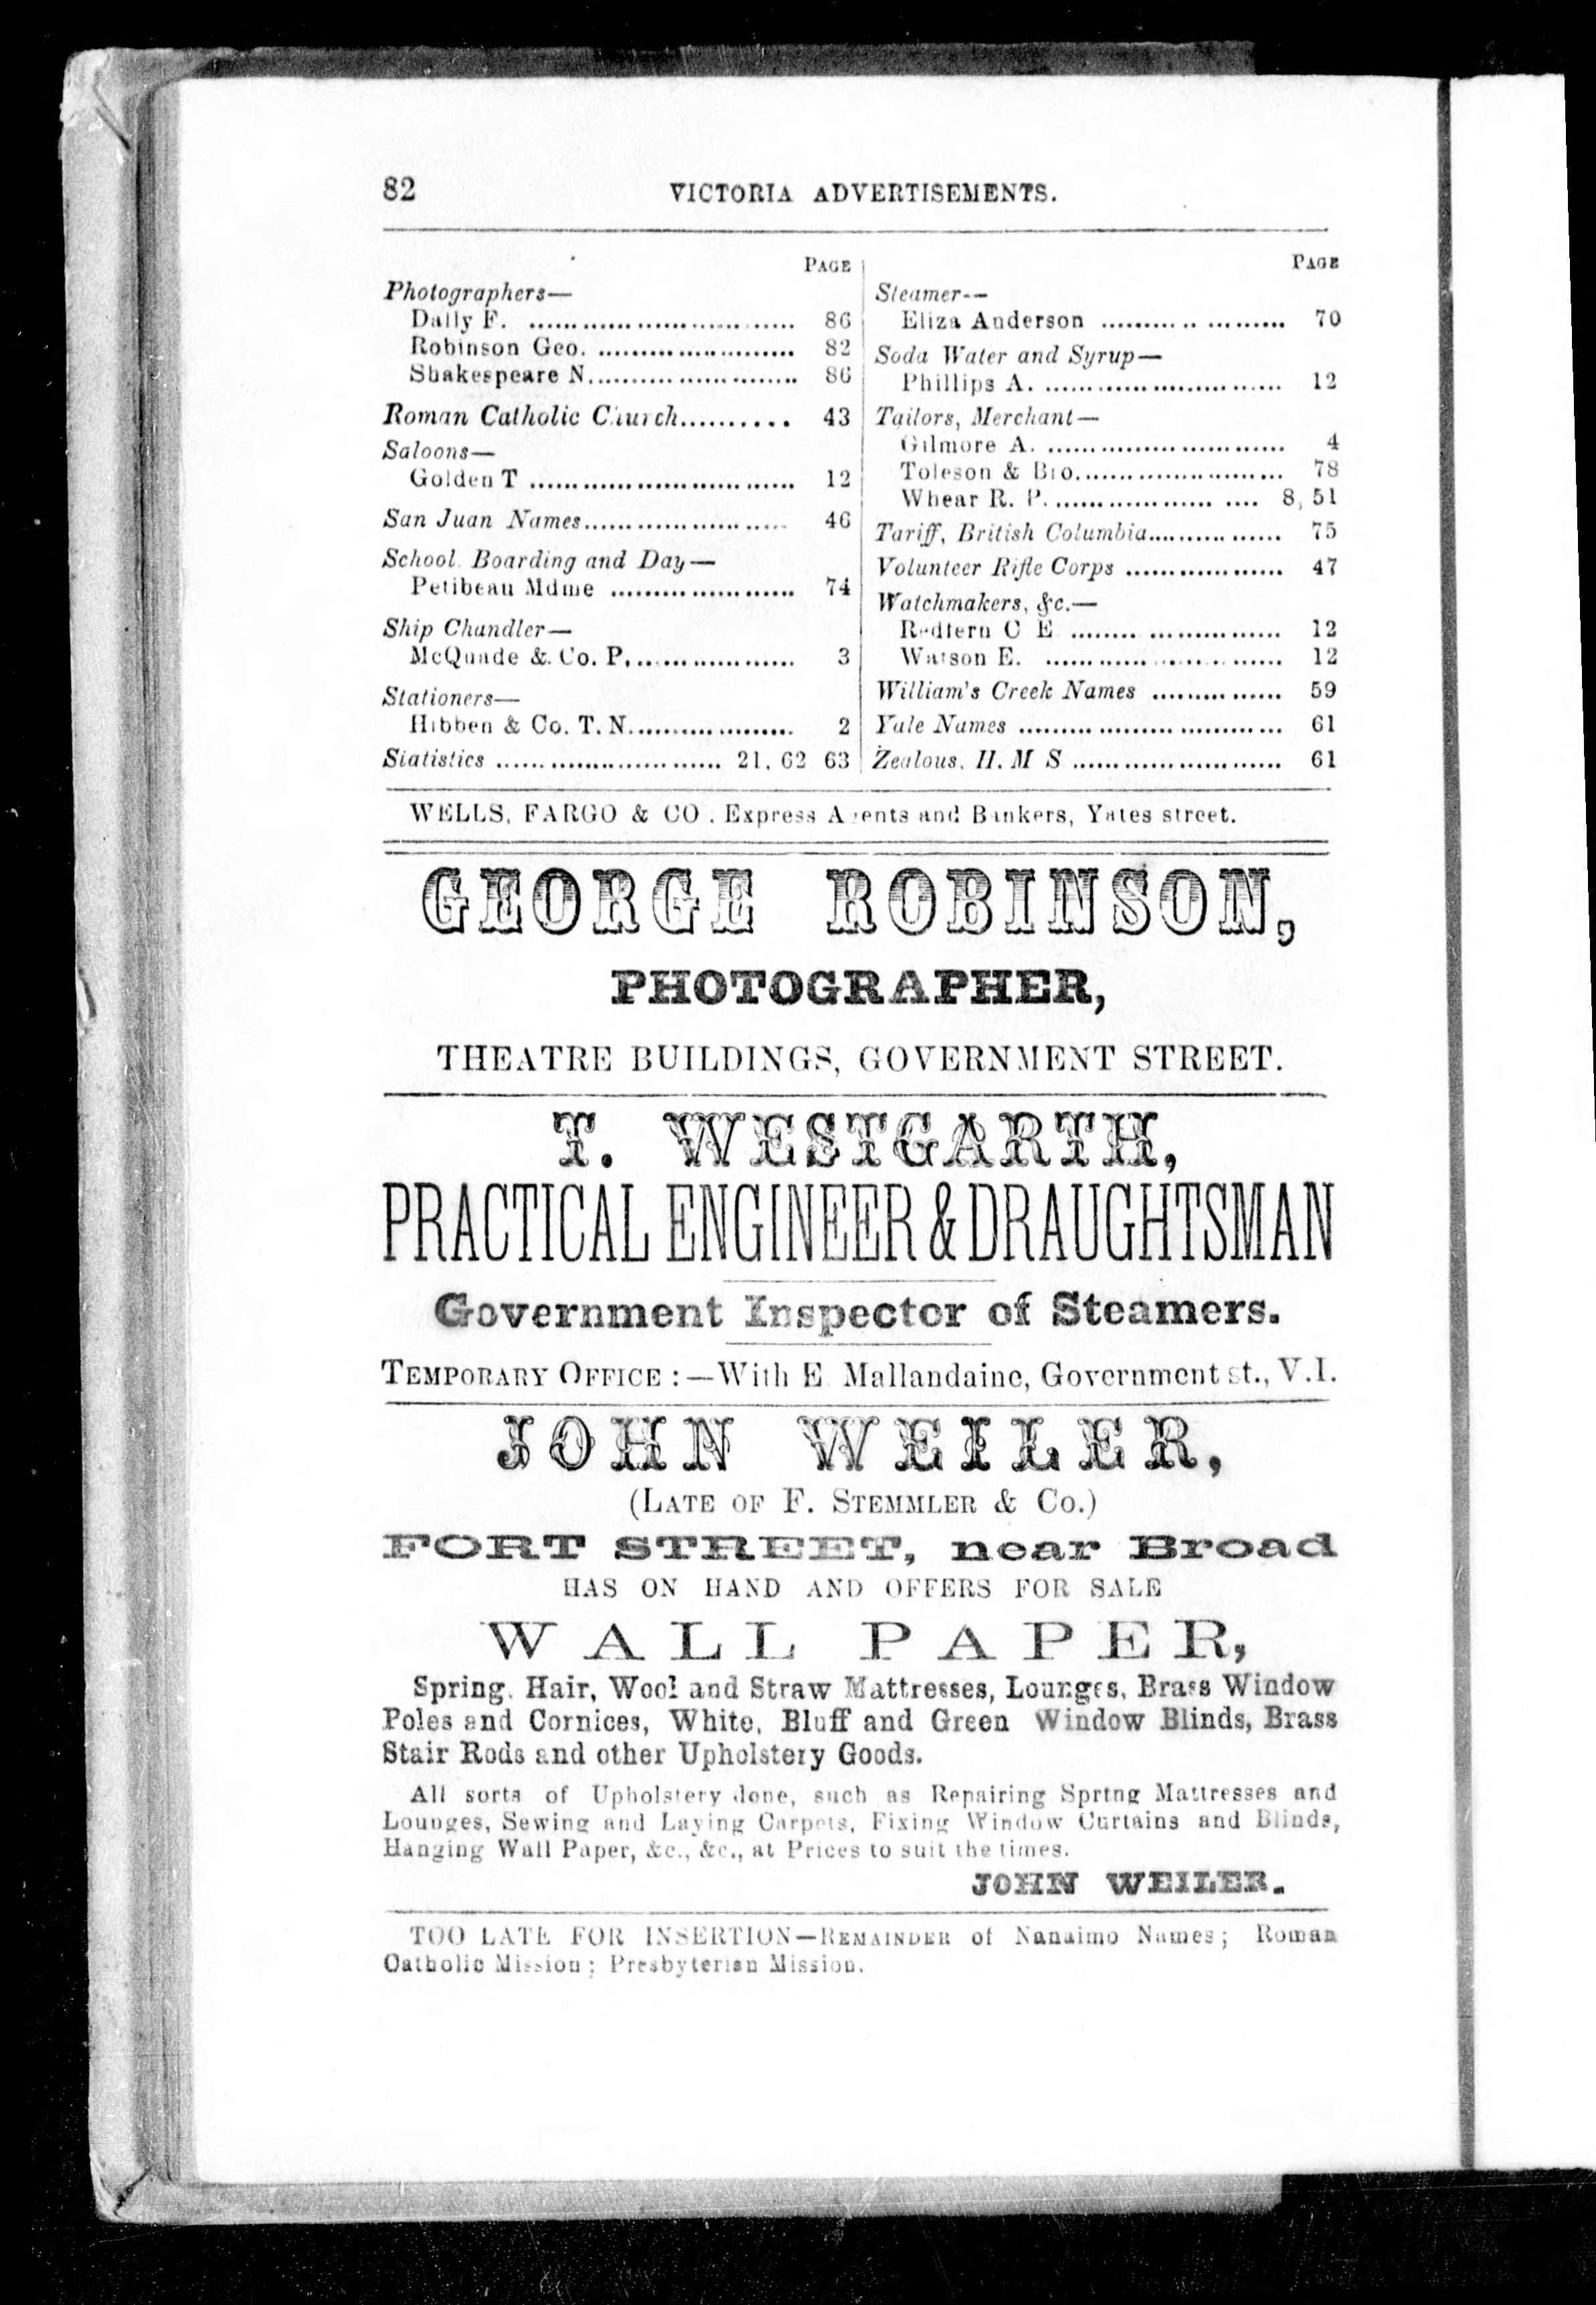 82 VICTORIA ADVERTISEMENTS.
PAGE
Photographers—
Dally F. .............................. 86
Robinson Geo. ........................ 82
Shakespeare N. ......................... 86
Roman Catholic Church.......... 43
Saloons—
Golden T .............................. 12
San Juan Names....................... 46
School Boarding and Day—
Petibeau Mdme ..................... 74
Ship Chandler—
McQuade & Co. P. ................... 3
Stationers—
Hibben & Co. T. N. ................... 2
Statistics .......................... 21, 62 63
PAGE
Steamer--
Eliza Anderson ..................... 70
Soda Water and Syrup—
Phillips A. ........................... 12
Tailors, Merchant—
Gilmore A. ........................... 4
Toleson & Bro. ........................ 78
Whear R. P. ................... .... 8, 51
Tariff, British Columbia................ 75
Volunteer Rifle Corps .................. 47
Watchmakers, &c.—
Redfern C E ........ ................ 12
Watson E. ........................... 12
William's Creek Names ............... 59
Yale Names .............................. 61
Zealous, H. M S ........................ 61
WELLS, FARGO & CO. Express Agents and Bankers, Yates street.
GEORGE ROBINSON,
PHOTOGRAPHER,
THEATRE BUILDINGS, GOVERNMENT STREET.
T. WESTGARTH,
PRACTICAL ENGINEER & DRAUGHTSMAN
Government Inspector of Steamers.
TEMPORARY OFFICE :—With E. Mallandaine, Government st., V.I.
JOHN WEILER,
(LATE OF F. STEMMLER & CO.)
FORT STREET, near Broad
HAS ON HAND AND OFFERS FOR SALE
WALL PAPER,
Spring, Hair, Wool and Straw Mattresses, Lounges, Brass Window
Poles and Cornices, White, Bluff and Green Window Blinds, Brass
Stair Rods and other Upholstery Goods.
All sorts of Upholstery done, such as Repairing Sprtng Mattresses and
Lounges, Sewing and Laying Carpets, Fixing Window Curtains and Blinds,
Hanging Wall Paper, &c., &c., at Prices to suit the times.
JOHN WEILER.
TOO LATE FOR INSERTION—REMAINDER of Nanaimo Names; Roman
Catholic Mission; Presbyterian Mission.